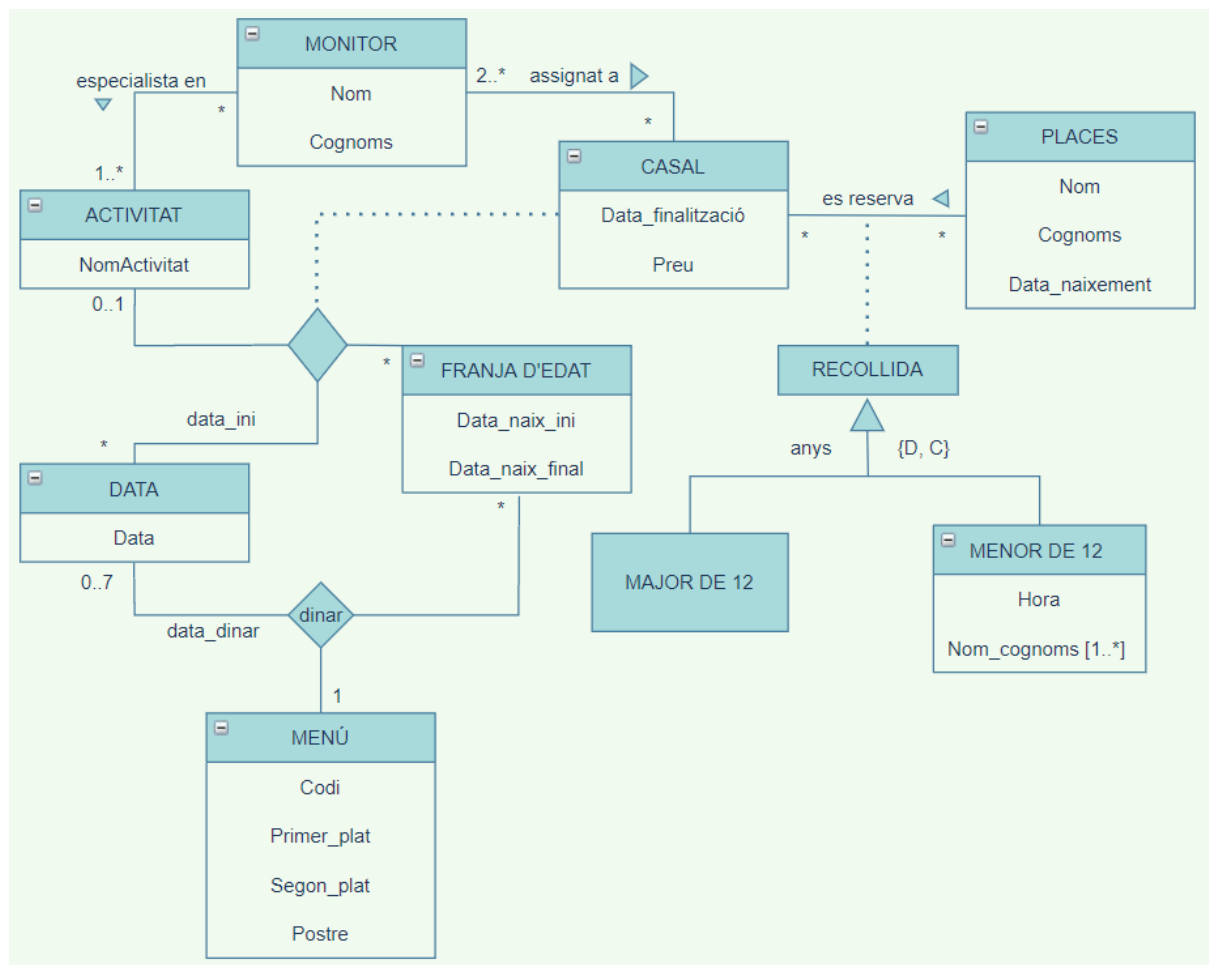 MONITOR
Nom
Cognoms
especialista en
*
1..*
2..* assignat a
*
ACTIVITAT
NomActivitat
0..1
CASAL
Data_finalització
Preu
es reserva
*
*
PLACES
Nom
Cognoms
Data_naixement
*
FRANJA D'EDAT
Data_naix_ini
Data_naix_final
*
data_ini
*
DATA
Data
0..7
data_dinar
dinar
1
RECOLLIDA
anys
{D, C}
MAJOR DE 12
MENOR DE 12
Hora
Nom_cognoms [1..*]
MENÚ
Codi
Primer_plat
Segon_plat
Postre